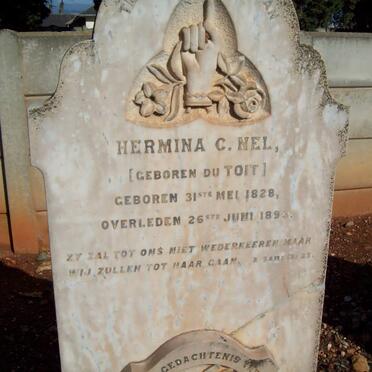 HERMINA C. NEL,
[GEBOREN DU TOIT]
GEBOREN 31STE MEI 1828,
OVERLEDEN 26STE JUNI
ZY ZAL TOT ONS NIET WEDERKEEREN MAAR
WIJ ZULLEN TOT HAAR GAAN.
GEDACHTENIS